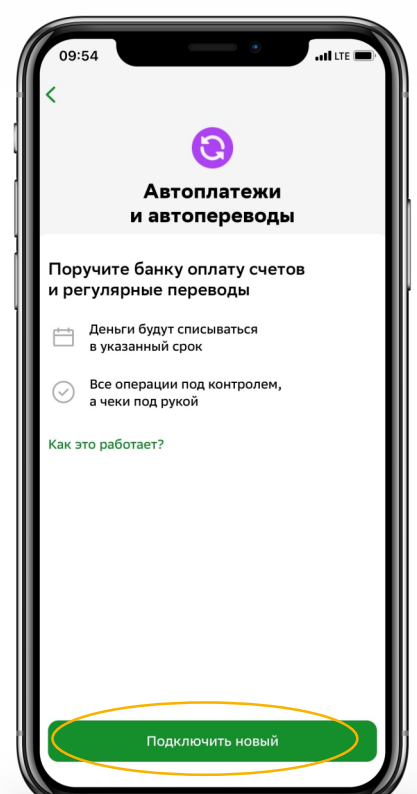 09:54
LTE
Автоплатежи
и автопереводы
Поручите банку оплату счетов
и регулярные переводы
Деньги будут списываться
в указанный срок
Все операции под контролем,
а чеки под рукой
Как это работает?
Подключить новый